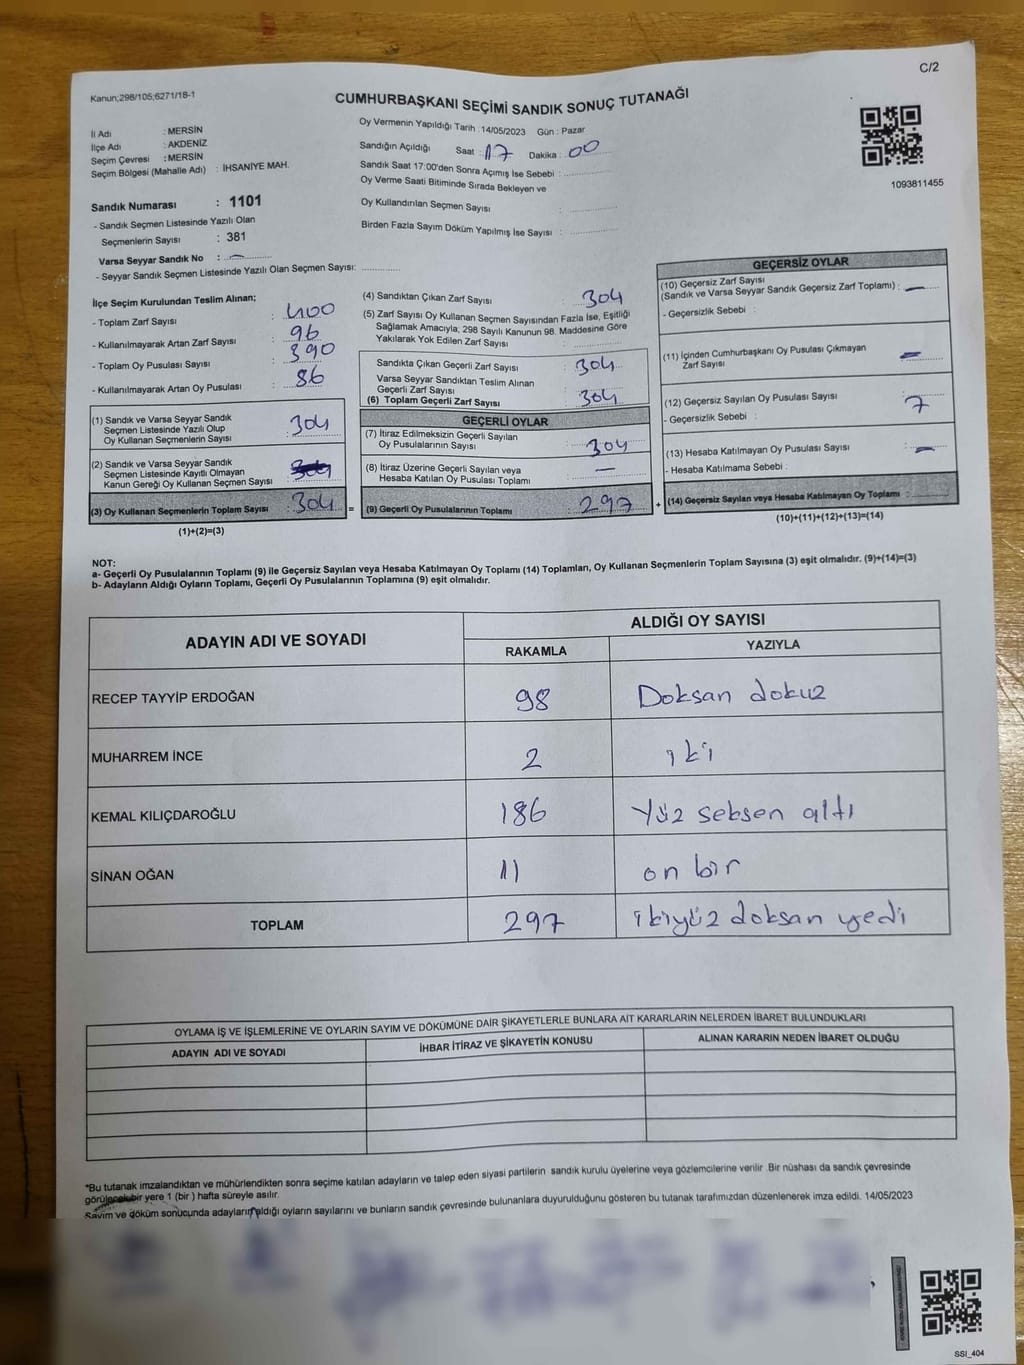 C/2
Kanun;298/105;6271/18-1
CUMHURBAŞKANI SEÇİMİ SANDIK SONUÇ TUTANAĞI
İl Adı : MERSİN
İlçe Adı : AKDENİZ
Seçim Çevresi : MERSİN
Seçim Bölgesi (Mahalle Adı) : İHSANİYE MAH.
Sandık Numarası : 1101
- Sandık Seçmen Listesinde Yazılı Olan
Seçmenlerin Sayısı : 381
Varsa Seyyar Sandık No : —
- Seyyar Sandık Seçmen Listesinde Yazılı Olan Seçmen Sayısı:
Oy Vermenin Yapıldığı Tarih : 14/05/2023 Gün : Pazar
Sandığın Açıldığı Saat : 17 Dakika : 00
Sandık Saat 17:00'den Sonra Açımış İse Sebebi :
Oy Verme Saati Bitiminde Sırada Bekleyen ve
Oy Kullandırılan Seçmen Sayısı :
Birden Fazla Sayım Döküm Yapılmış İse Sayısı :
1093811455
İlçe Seçim Kurulundan Teslim Alınan;
- Toplam Zarf Sayısı : 400
- Kullanılmayarak Artan Zarf Sayısı : 96
- Toplam Oy Pusulası Sayısı : 390
- Kullanılmayarak Artan Oy Pusulası : 86
(1) Sandık ve Varsa Seyyar Sandık
Seçmen Listesinde Yazılı Olup
Oy Kullanan Seçmenlerin Sayısı : 304
(2) Sandık ve Varsa Seyyar Sandık
Seçmen Listesinde Kayıtlı Olmayan
Kanun Gereği Oy Kullanan Seçmen Sayısı :
(3) Oy Kullanan Seçmenlerin Toplam Sayısı : 304 =
(1)+(2)=(3)
(4) Sandıktan Çıkan Zarf Sayısı : 304
(5) Zarf Sayısı Oy Kullanan Seçmen Sayısından Fazla İse, Eşitliği
Sağlamak Amacıyla; 298 Sayılı Kanunun 98. Maddesine Göre
Yakılarak Yok Edilen Zarf Sayısı :
Sandıkta Çıkan Geçerli Zarf Sayısı : 304
Varsa Seyyar Sandıktan Teslim Alınan
Geçerli Zarf Sayısı
(6) Toplam Geçerli Zarf Sayısı : 304
GEÇERLİ OYLAR
(7) İtiraz Edilmeksizin Geçerli Sayılan
Oy Pusulalarının Sayısı : 304
(8) İtiraz Üzerine Geçerli Sayılan veya
Hesaba Katılan Oy Pusulası Toplamı : —
(9) Geçerli Oy Pusulalarının Toplamı : 297 +
GEÇERSİZ OYLAR
(10) Geçersiz Zarf Sayısı
(Sandık ve Varsa Seyyar Sandık Geçersiz Zarf Toplamı) : —
- Geçersizlik Sebebi :
(11) İçinden Cumhurbaşkanı Oy Pusulası Çıkmayan
Zarf Sayısı : —
(12) Geçersiz Sayılan Oy Pusulası Sayısı : 7
- Geçersizlik Sebebi :
(13) Hesaba Katılmayan Oy Pusulası Sayısı : —
- Hesaba Katılmama Sebebi :
(14) Geçersiz Sayılan veya Hesaba Katılmayan Oy Toplamı :
(10)+(11)+(12)+(13)=(14)
NOT:
a- Geçerli Oy Pusulalarının Toplamı (9) ile Geçersiz Sayılan veya Hesaba Katılmayan Oy Toplamı (14) Toplamları, Oy Kullanan Seçmenlerin Toplam Sayısına (3) eşit olmalıdır. (9)+(14)=(3)
b- Adayların Aldığı Oyların Toplamı, Geçerli Oy Pusulalarının Toplamına (9) eşit olmalıdır.
ADAYIN ADI VE SOYADI ALDIĞI OY SAYISI
RAKAMLA YAZIYLA
RECEP TAYYİP ERDOĞAN 98 Doksan dokuz
MUHARREM İNCE 2 iki
KEMAL KILIÇDAROĞLU 186 Yüz seksen altı
SİNAN OĞAN 11 on bir
TOPLAM 297 ikiyüz doksan yedi
OYLAMA İŞ VE İŞLEMLERİNE VE OYLARIN SAYIM VE DÖKÜMÜNE DAİR ŞİKAYETLERLE BUNLARA AİT KARARLARIN NELERDEN İBARET BULUNDUKLARI
ADAYIN ADI VE SOYADI İHBAR İTİRAZ VE ŞİKAYETİN KONUSU ALINAN KARARIN NEDEN İBARET OLDUĞU
*Bu tutanak imzalandıktan ve mühürlendikten sonra seçime katılan adayların ve talep eden siyasi partilerin sandık kurulu üyelerine veya gözlemcilerine verilir .Bir nüshası da sandık çevresinde
görülecek bir yere 1 (bir ) hafta süreyle asılır.
Sayım ve döküm sonucunda adayların aldığı oyların sayılarını ve bunların sandık çevresinde bulunanlara duyurulduğunu gösteren bu tutanak tarafımızdan düzenlenerek imza edildi. 14/05/2023
SSI_404